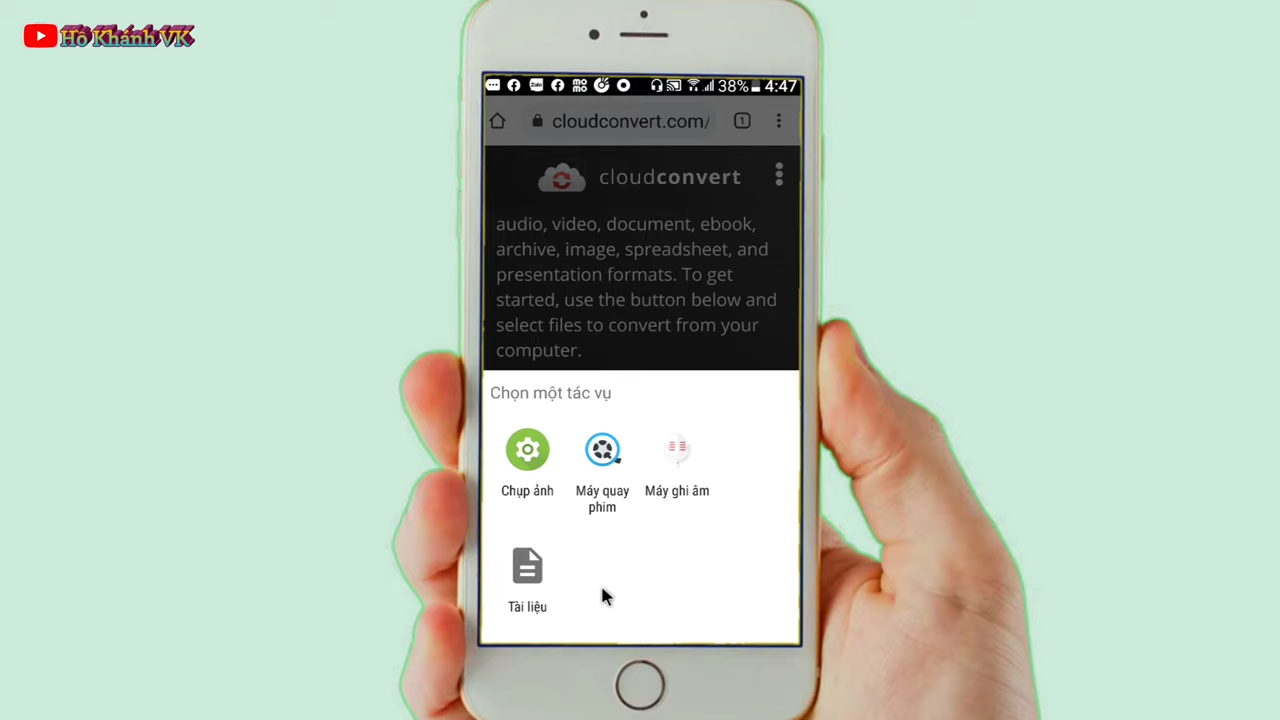 Hồ Khánh VK
38% 4:47
cloudconvert.com/
1
cloudconvert
audio, video, document, ebook,
archive, image, spreadsheet, and
presentation formats. To get
started, use the button below and
select files to convert from your
computer.
Chọn một tác vụ
Chụp ảnh
Máy quay
phim
Máy ghi âm
Tài liệu